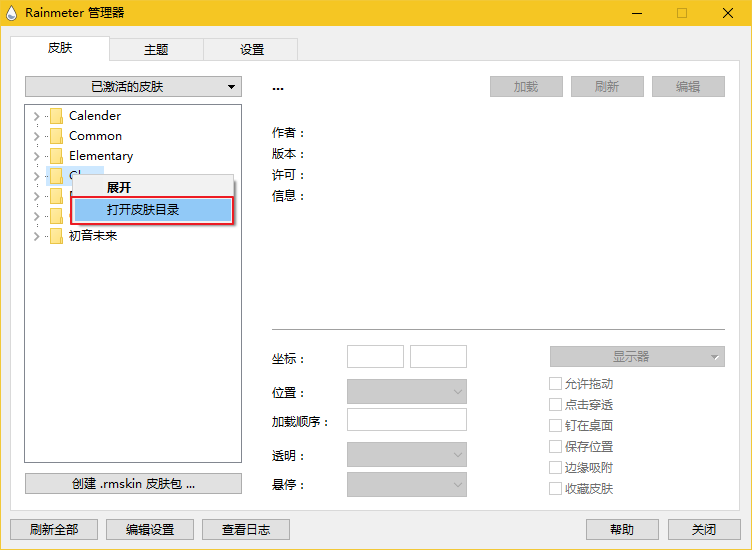 Rainmeter 管理器
皮肤
主题
设置
已激活的皮肤
...
加载
刷新
编辑
Calender
Common
Elementary
展开
打开皮肤目录
初音未来
作者：
版本：
许可：
信息：
坐标：
显示器
位置：
允许拖动
点击穿透
加载顺序：
钉在桌面
保存位置
透明：
边缘吸附
悬停：
收藏皮肤
创建 .rmskin 皮肤包 ...
刷新全部
编辑设置
查看日志
帮助
关闭